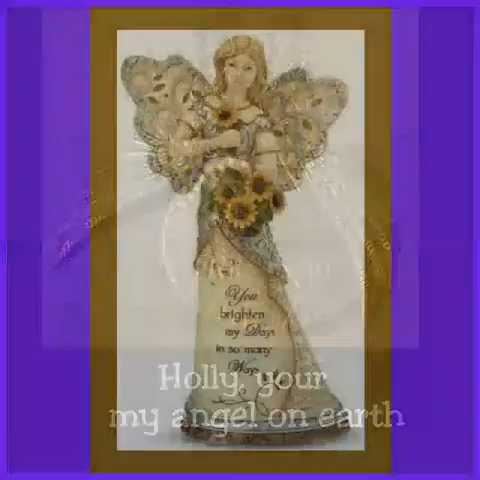 You
brighten
my Days
in so many
Ways
Holly, your
my angel on earth